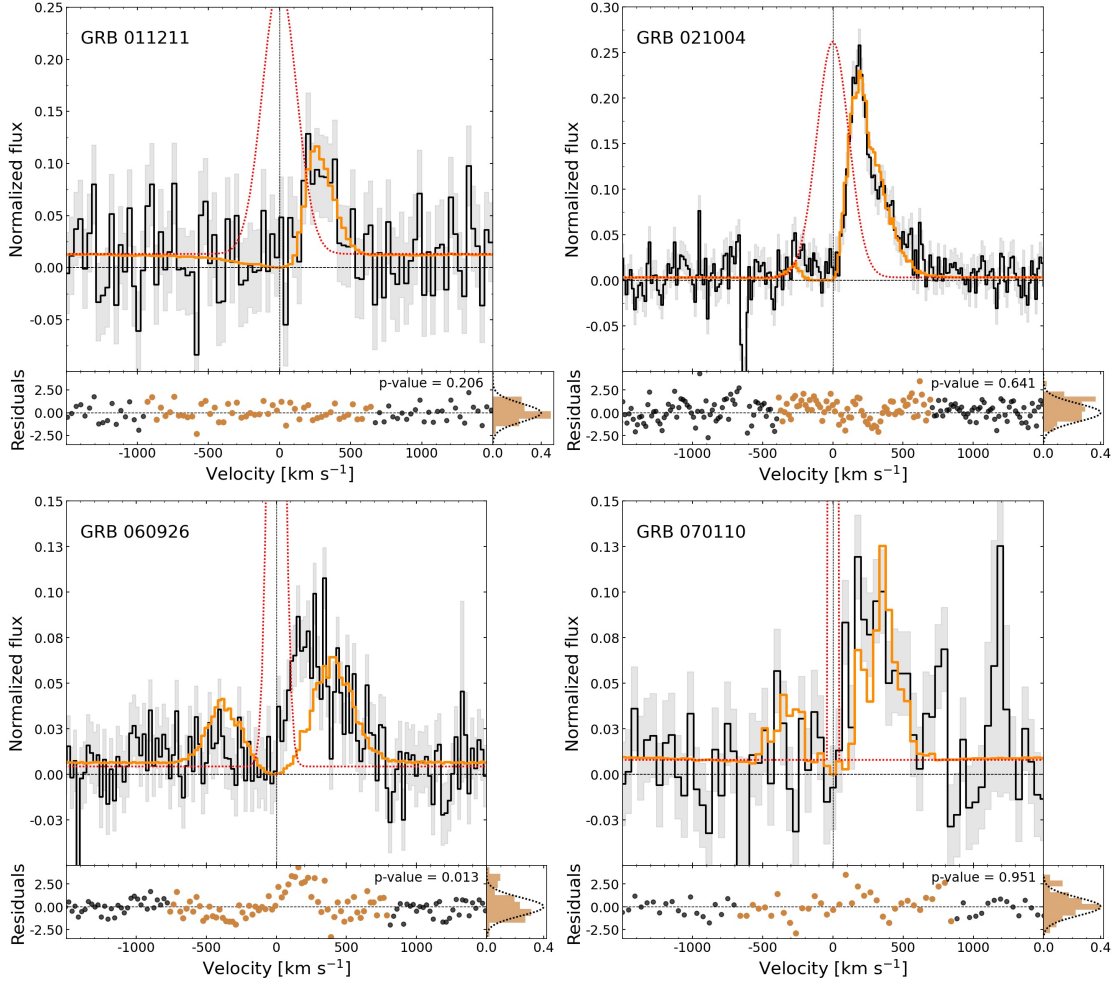 GRB 011211
Normalized flux
0.25
0.20
0.15
0.10
0.05
0.00
-0.05
p-value = 0.206
Residuals
2.50
0.00
-2.50
-1000 -500 0 500 1000 0.0 0.4
Velocity [km s⁻¹]
GRB 021004
Normalized flux
0.30
0.25
0.20
0.15
0.10
0.05
0.00
-0.05
p-value = 0.641
Residuals
2.50
0.00
-2.50
-1000 -500 0 500 1000 0.0 0.4
Velocity [km s⁻¹]
GRB 060926
Normalized flux
0.15
0.13
0.10
0.08
0.05
0.03
0.00
-0.03
p-value = 0.013
Residuals
2.50
0.00
-2.50
-1000 -500 0 500 1000 0.0 0.4
Velocity [km s⁻¹]
GRB 070110
Normalized flux
0.15
0.13
0.10
0.08
0.05
0.03
0.00
-0.03
p-value = 0.951
Residuals
2.50
0.00
-2.50
-1000 -500 0 500 1000 0.0 0.4
Velocity [km s⁻¹]